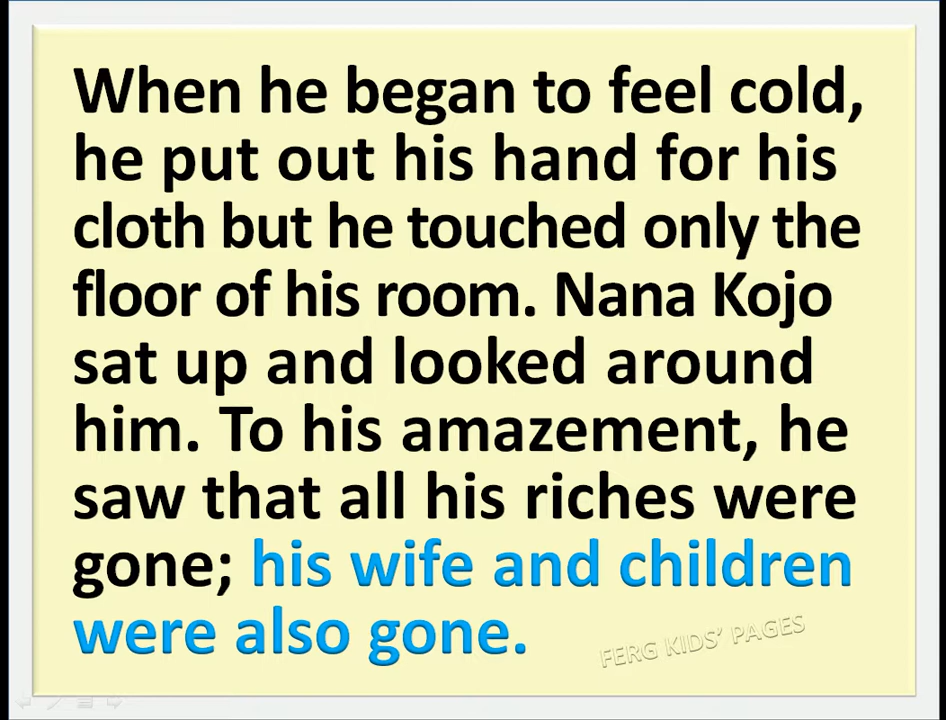 When he began to feel cold,
he put out his hand for his
cloth but he touched only the
floor of his room. Nana Kojo
sat up and looked around
him. To his amazement, he
saw that all his riches were
gone; his wife and children
were also gone.
FERG KIDS' PAGES